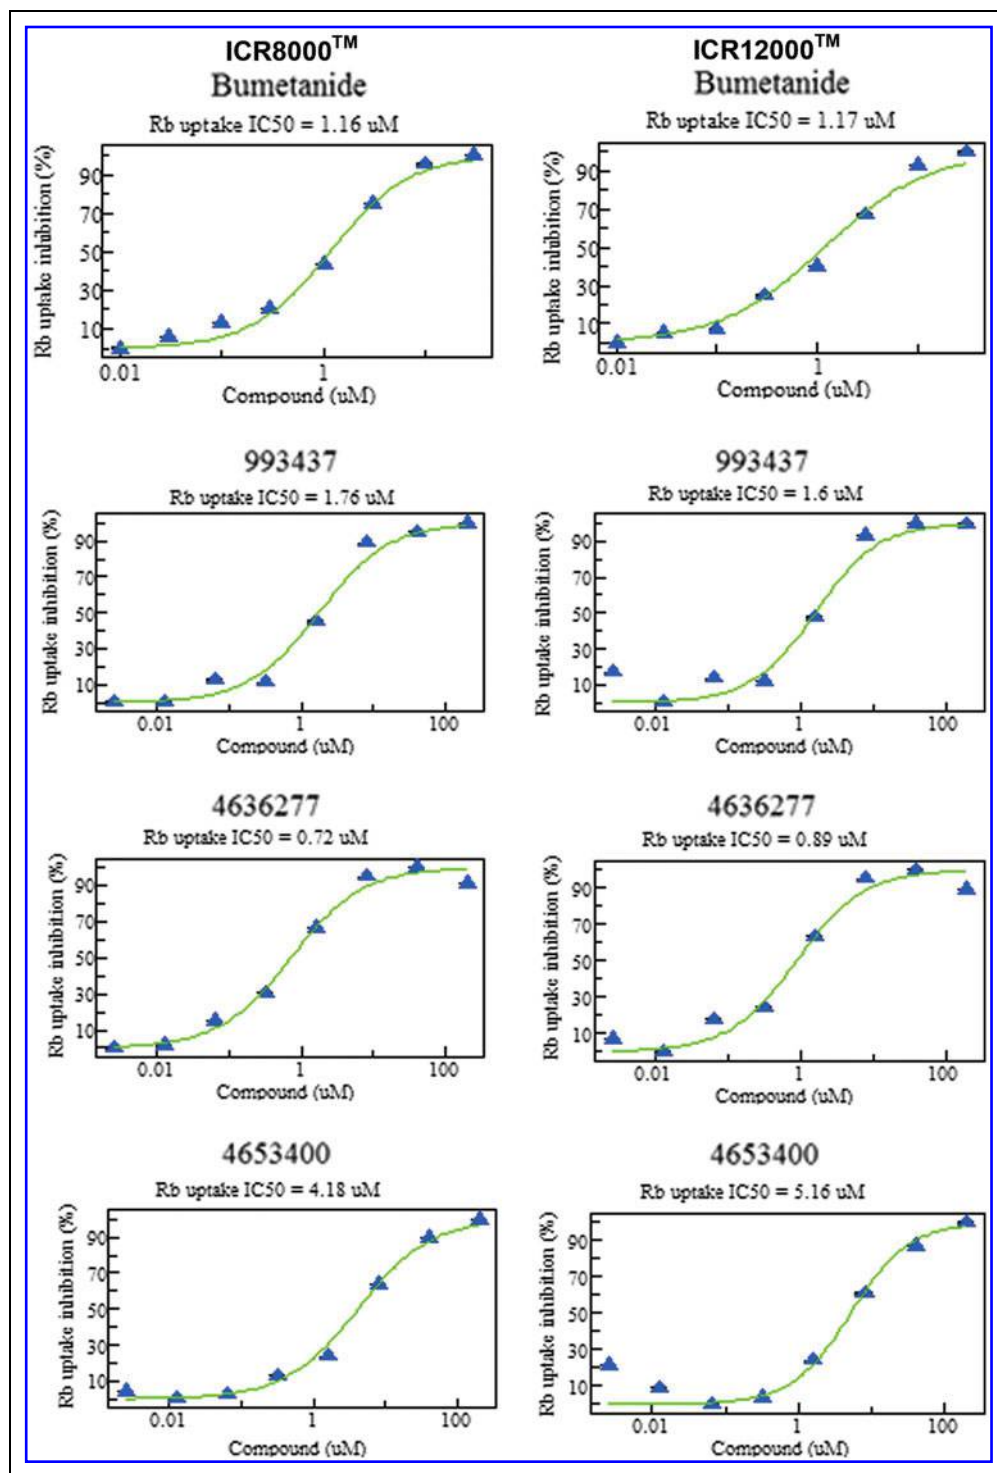 ICR8000™
Bumetanide
Rb uptake IC50 = 1.16 uM
Rb uptake inhibition (%)
90
70
50
30
10
0.01
1
Compound (uM)
ICR12000™
Bumetanide
Rb uptake IC50 = 1.17 uM
Rb uptake inhibition (%)
90
70
50
30
10
0.01
1
Compound (uM)
993437
Rb uptake IC50 = 1.76 uM
Rb uptake inhibition (%)
90
70
50
30
10
0.01
1
100
Compound (uM)
993437
Rb uptake IC50 = 1.6 uM
Rb uptake inhibition (%)
90
70
50
30
10
0.01
1
100
Compound (uM)
4636277
Rb uptake IC50 = 0.72 uM
Rb uptake inhibition (%)
90
70
50
30
10
0.01
1
100
Compound (uM)
4636277
Rb uptake IC50 = 0.89 uM
Rb uptake inhibition (%)
90
70
50
30
10
0.01
1
100
Compound (uM)
4653400
Rb uptake IC50 = 4.18 uM
Rb uptake inhibition (%)
90
70
50
30
10
0.01
1
100
Compound (uM)
4653400
Rb uptake IC50 = 5.16 uM
Rb uptake inhibition (%)
90
70
50
30
10
0.01
1
100
Compound (uM)